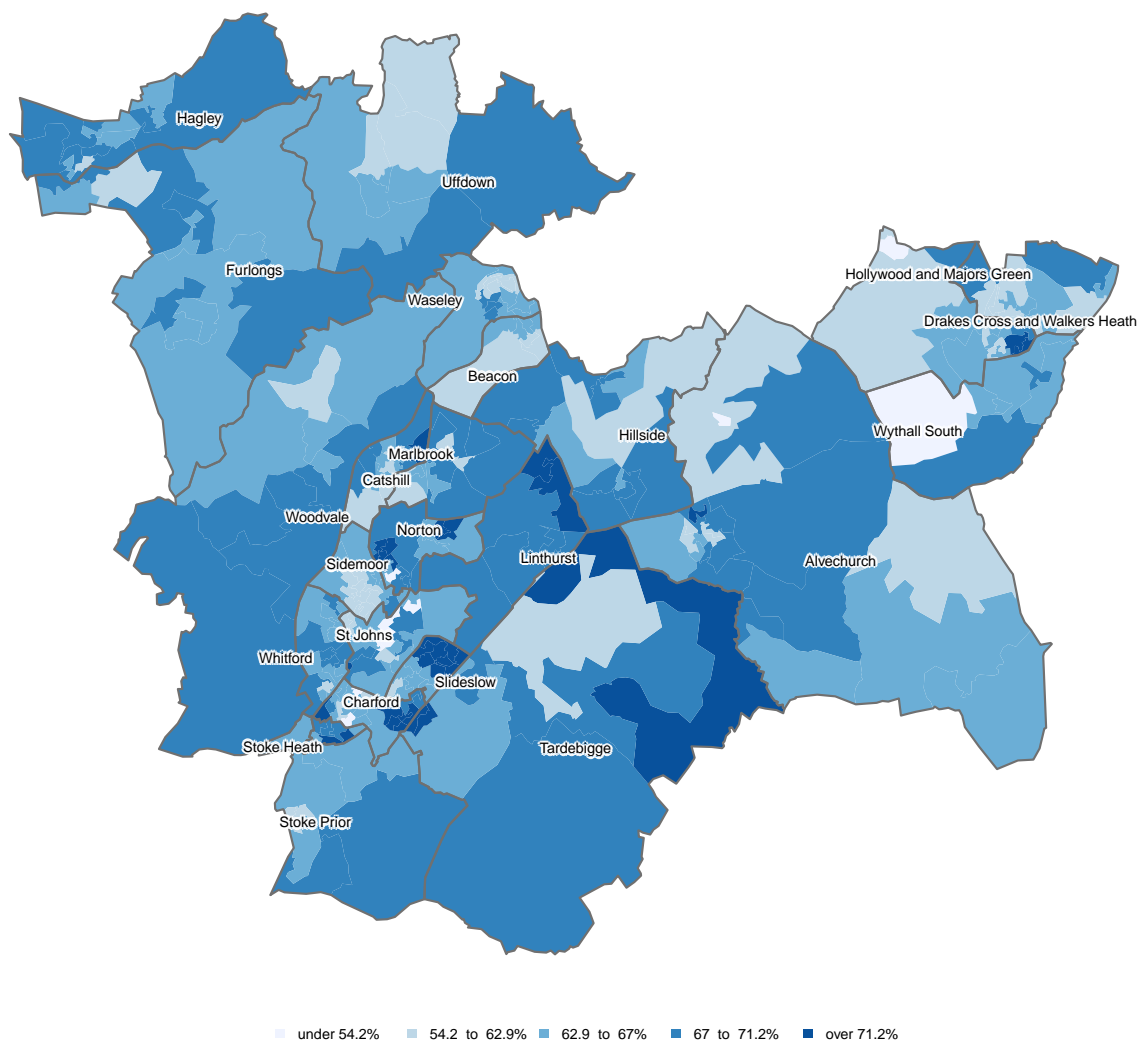 Hagley
Uffdown
Furlongs
Hollywood and Majors Green
Waseley
Drakes Cross and Walkers Heath
Beacon
Wythall South
Hillside
Marlbrook
Catshill
Woodvale
Norton
Linthurst
Alvechurch
Sidemoor
St Johns
Whitford
Slideslow
Charford
Stoke Heath
Tardebigge
Stoke Prior
under 54.2% 54.2 to 62.9% 62.9 to 67% 67 to 71.2% over 71.2%